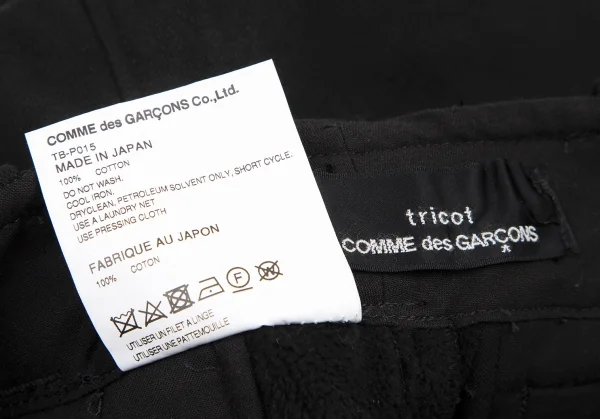 COMME des GARÇONS Co.,Ltd.
TB-P015
MADE IN JAPAN
100% COTTON
DO NOT WASH.
COOL IRON.
DRYCLEAN, PETROLEUM SOLVENT ONLY, SHORT CYCLE.
USE A LAUNDRY NET
USE PRESSING CLOTH
FABRIQUE AU JAPON
100% COTON
UTILISER UN FILET A LINGE
UTILISER UNE PATTEMOUILLE
tricot
COMME des GARÇONS